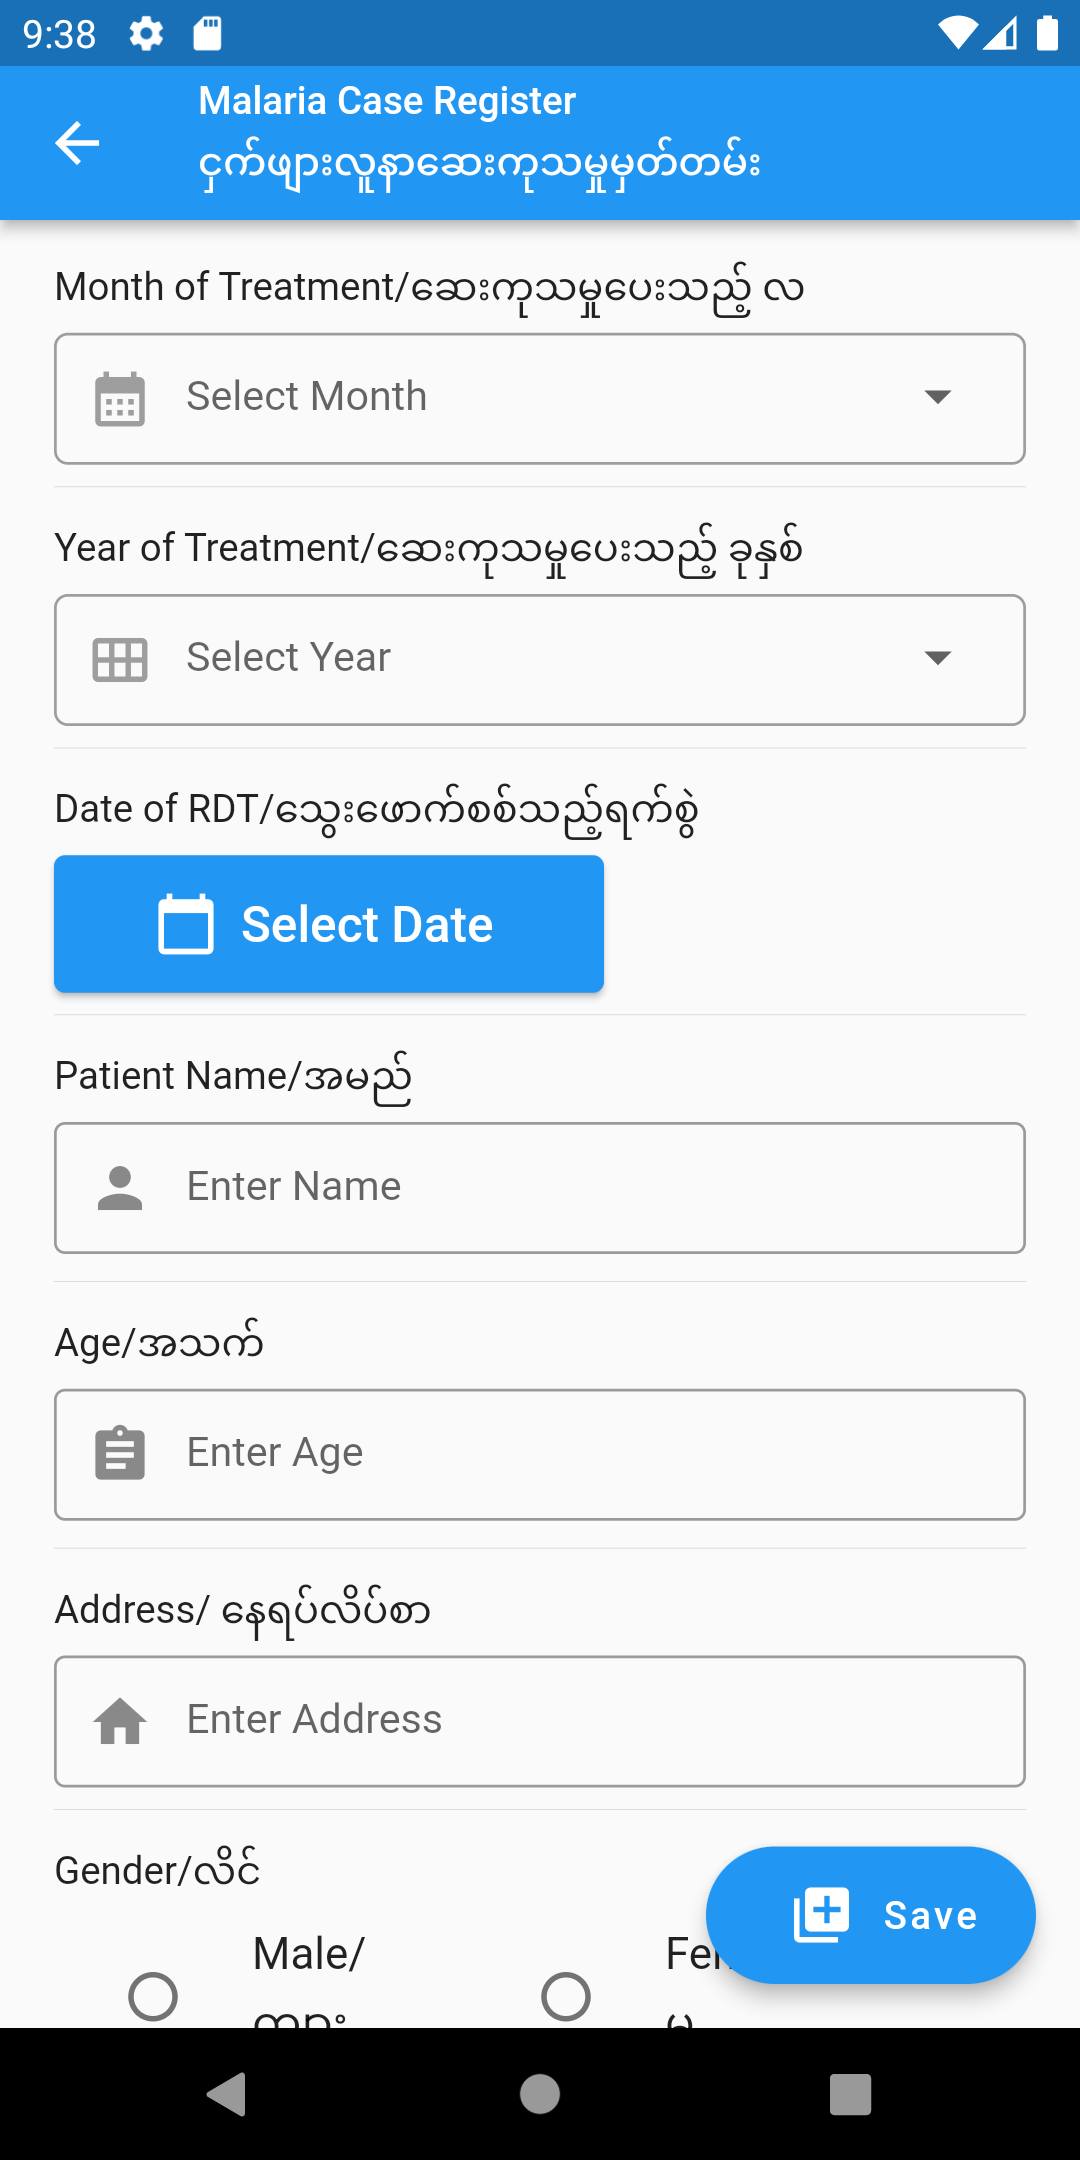 9:38
Malaria Case Register
ငှက်ဖျားလူနာဆေးကုသမှုမှတ်တမ်း
Month of Treatment/ဆေးကုသမှုပေးသည့် လ
Select Month
Year of Treatment/ဆေးကုသမှုပေးသည့် ခုနှစ်
Select Year
Date of RDT/သွေးဖောက်စစ်သည့်ရက်စွဲ
Select Date
Patient Name/အမည်
Enter Name
Age/အသက်
Enter Age
Address/ နေရပ်လိပ်စာ
Enter Address
Gender/လိင်
Save
Male/